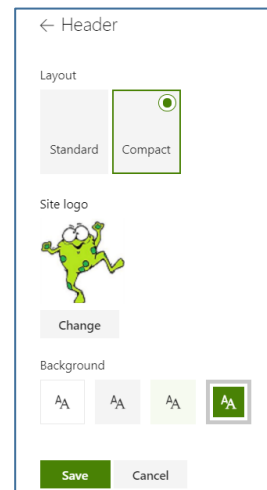 ← Header
Layout
Standard
Compact
Site logo
Change
Background
AA AA AA AA
Save Cancel